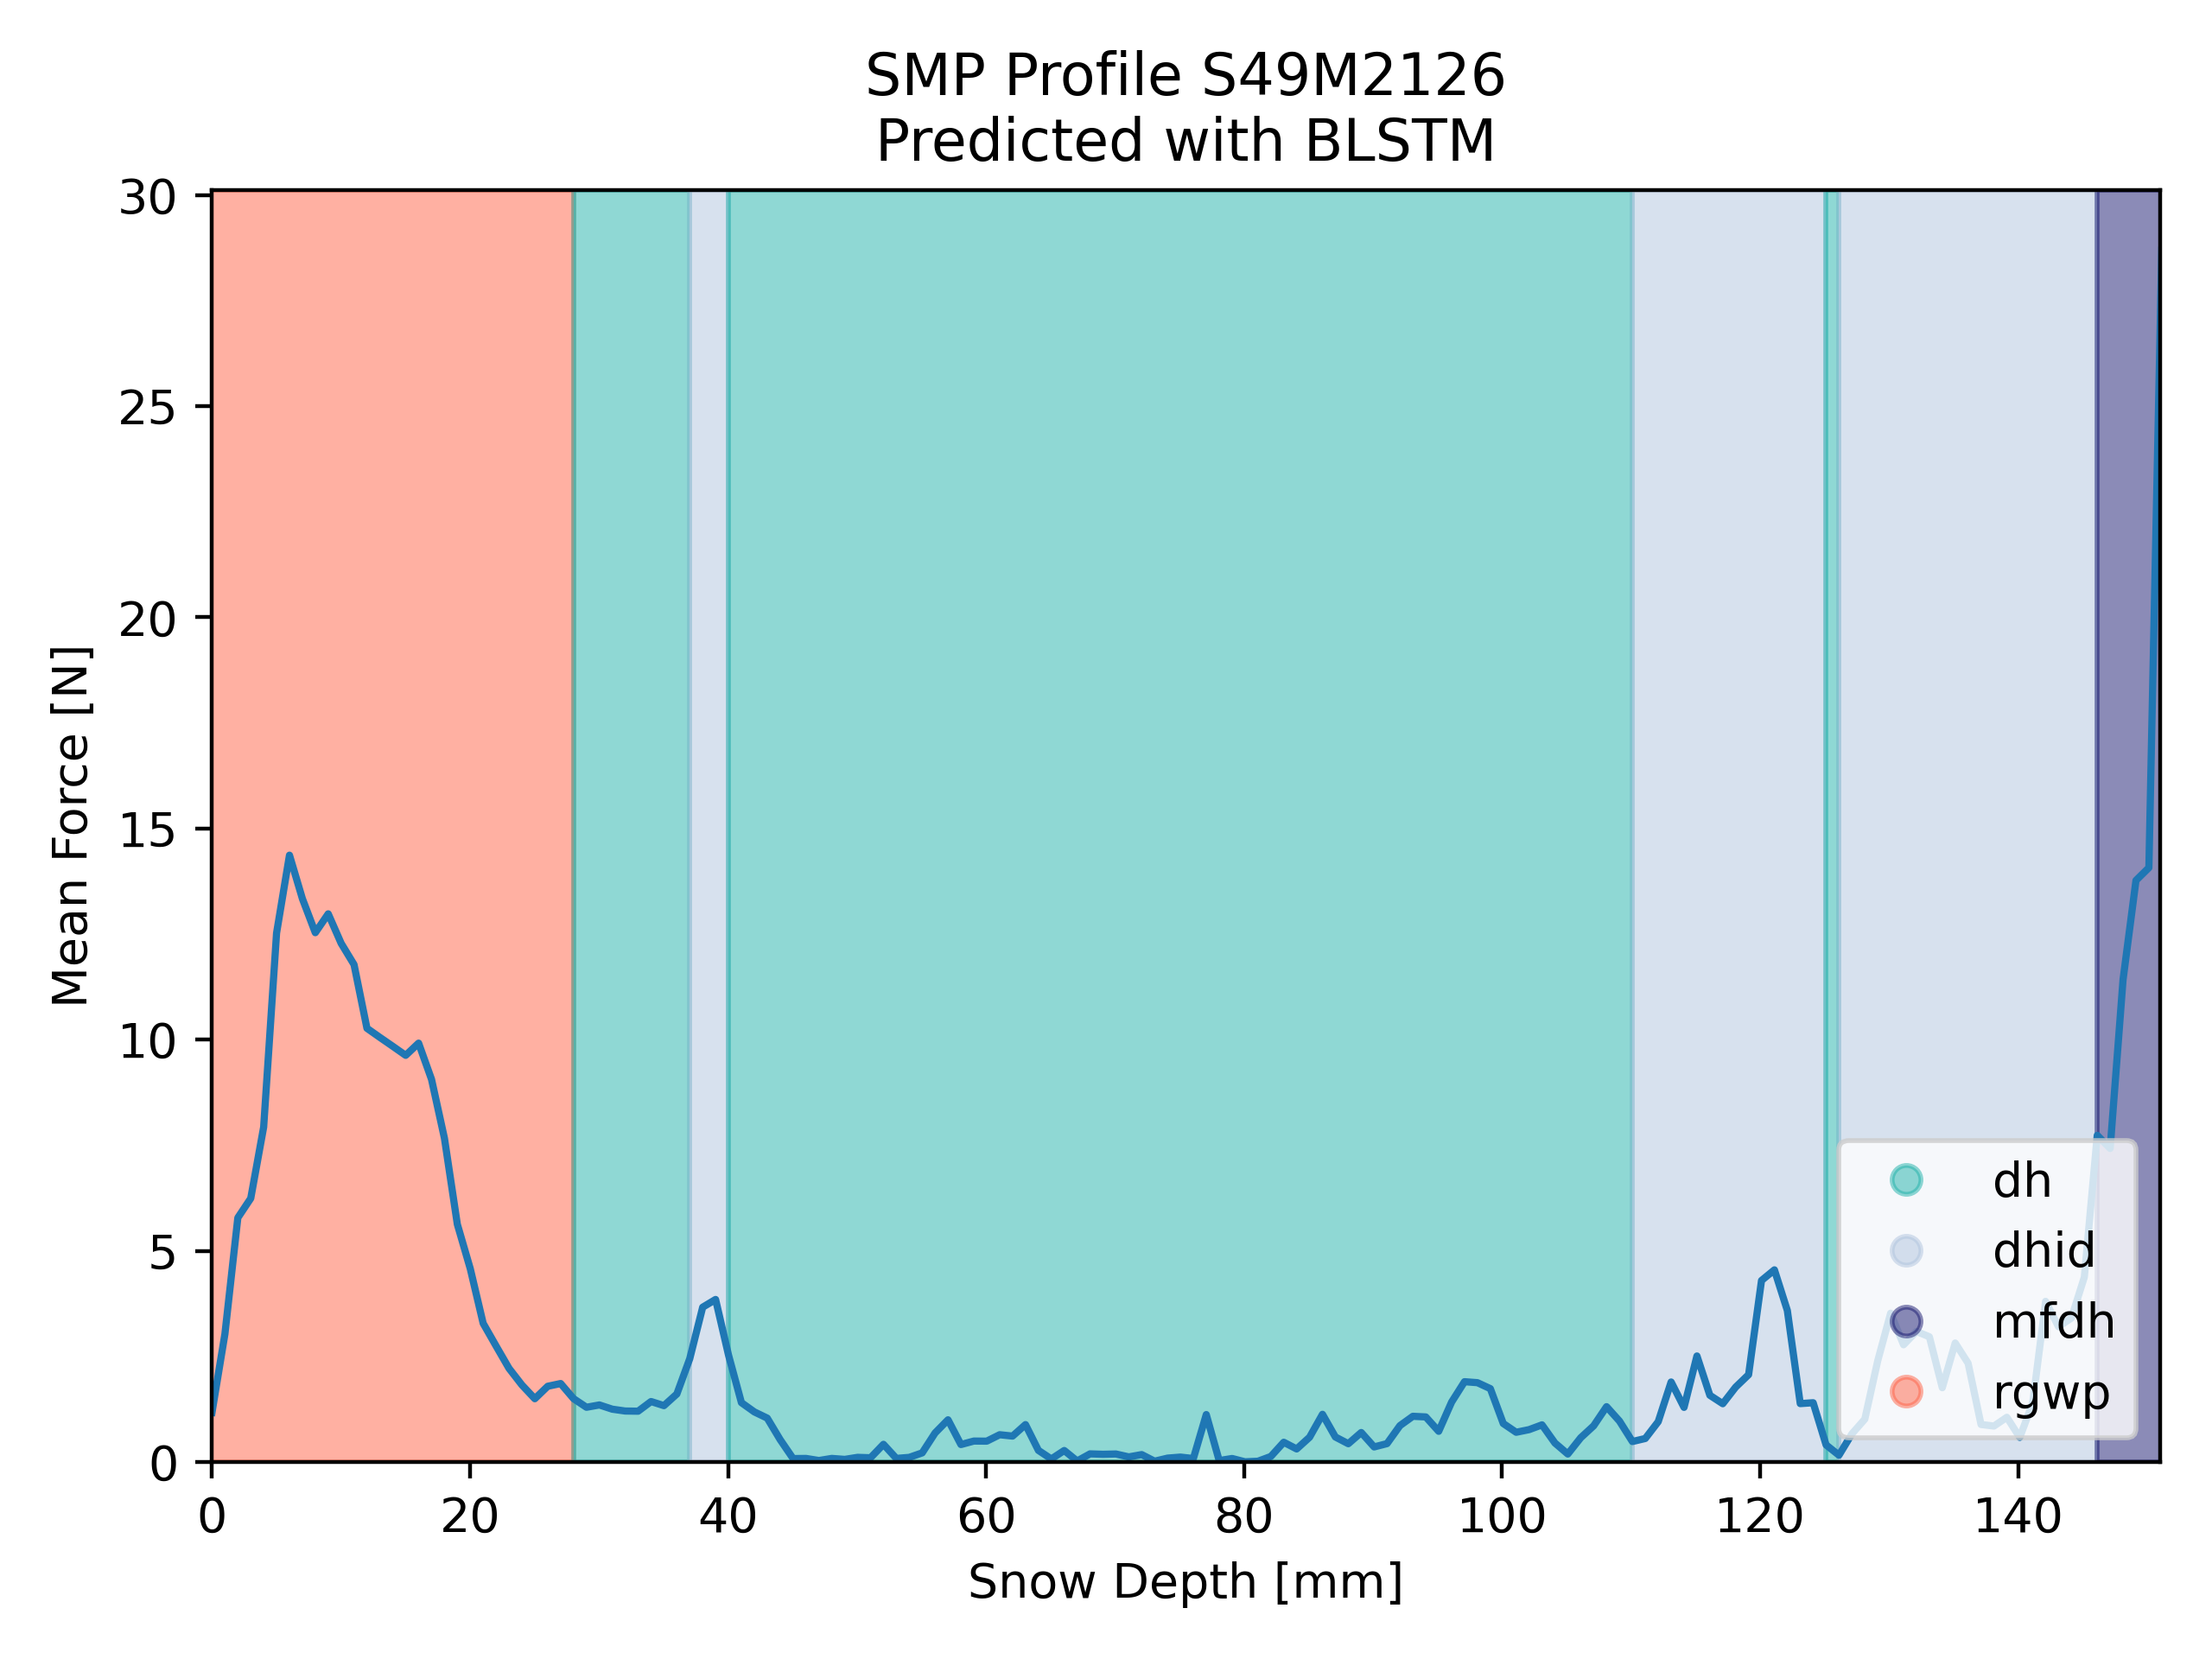 SMP Profile S49M2126
Predicted with BLSTM
Mean Force [N]
30
25
20
15
10
5
0
dh
dhid
mfdh
rgwp
0 20 40 60 80 100 120 140
Snow Depth [mm]